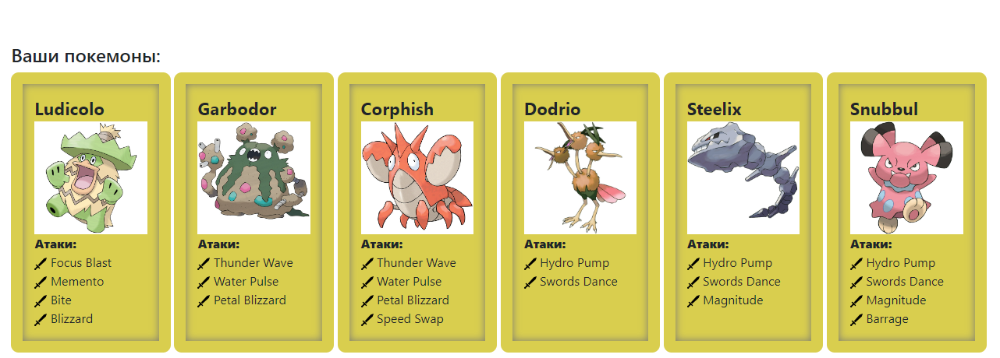 Ваши покемоны:
Ludicolo
Атаки:
Focus Blast
Memento
Bite
Blizzard
Garbodor
Атаки:
Thunder Wave
Water Pulse
Petal Blizzard
Corphish
Атаки:
Thunder Wave
Water Pulse
Petal Blizzard
Speed Swap
Dodrio
Атаки:
Hydro Pump
Swords Dance
Steelix
Атаки:
Hydro Pump
Swords Dance
Magnitude
Snubbul
Атаки:
Hydro Pump
Swords Dance
Magnitude
Barrage